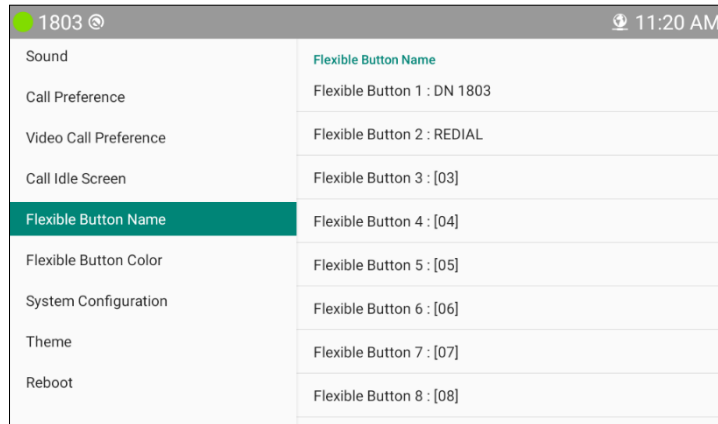 1803
11:20 AM
Sound
Call Preference
Video Call Preference
Call Idle Screen
Flexible Button Name
Flexible Button Color
System Configuration
Theme
Reboot
Flexible Button Name
Flexible Button 1 : DN 1803
Flexible Button 2 : REDIAL
Flexible Button 3 : [03]
Flexible Button 4 : [04]
Flexible Button 5 : [05]
Flexible Button 6 : [06]
Flexible Button 7 : [07]
Flexible Button 8 : [08]